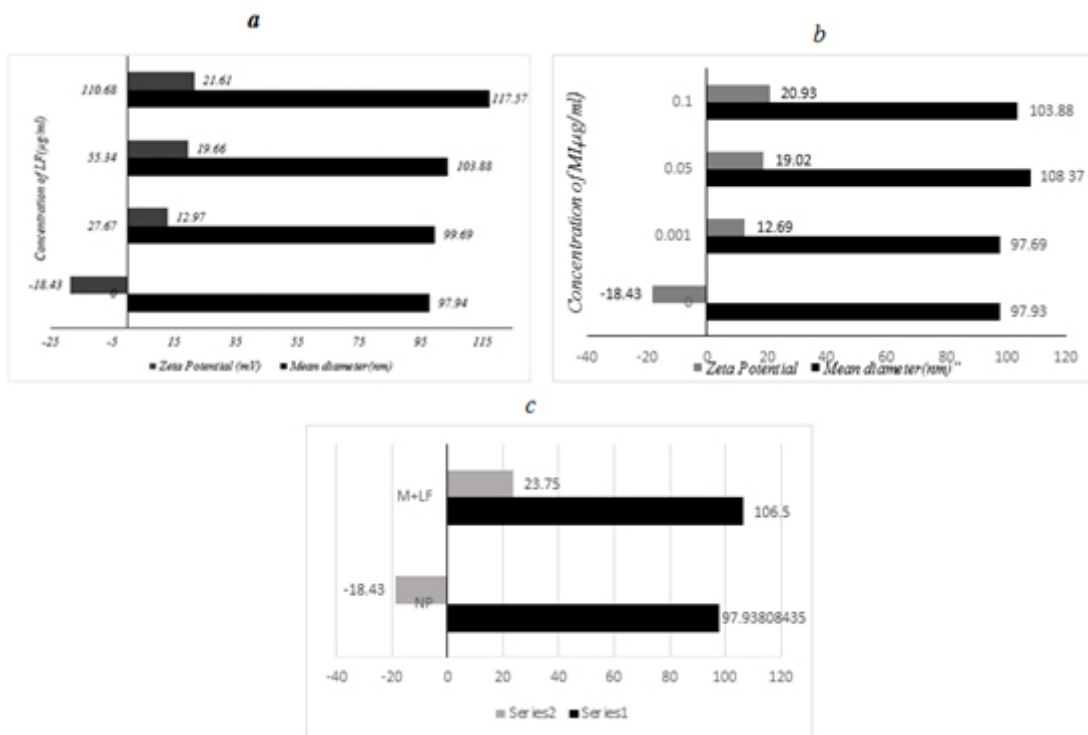 a
Concentration of LF(µg/ml)
110.68
21.61
117.57
55.34
19.66
103.88
27.67
12.97
99.69
-18.43
0
97.94
-25 -5 15 35 55 75 95 115
Zeta Potential (mV) Mean diameter(nm)
b
Concentration of ML(µg/ml)
0.1
20.93
103.88
0.05
19.02
108 37
0.001
12.69
97.69
-18.43
0
97.93
-40 -20 0 20 40 60 80 100 120
Zeta Potential Mean diameter(nm)"
c
M+LF
23.75
106.5
-18.43
NP
97.93808435
-40 -20 0 20 40 60 80 100 120
Series2 Series1